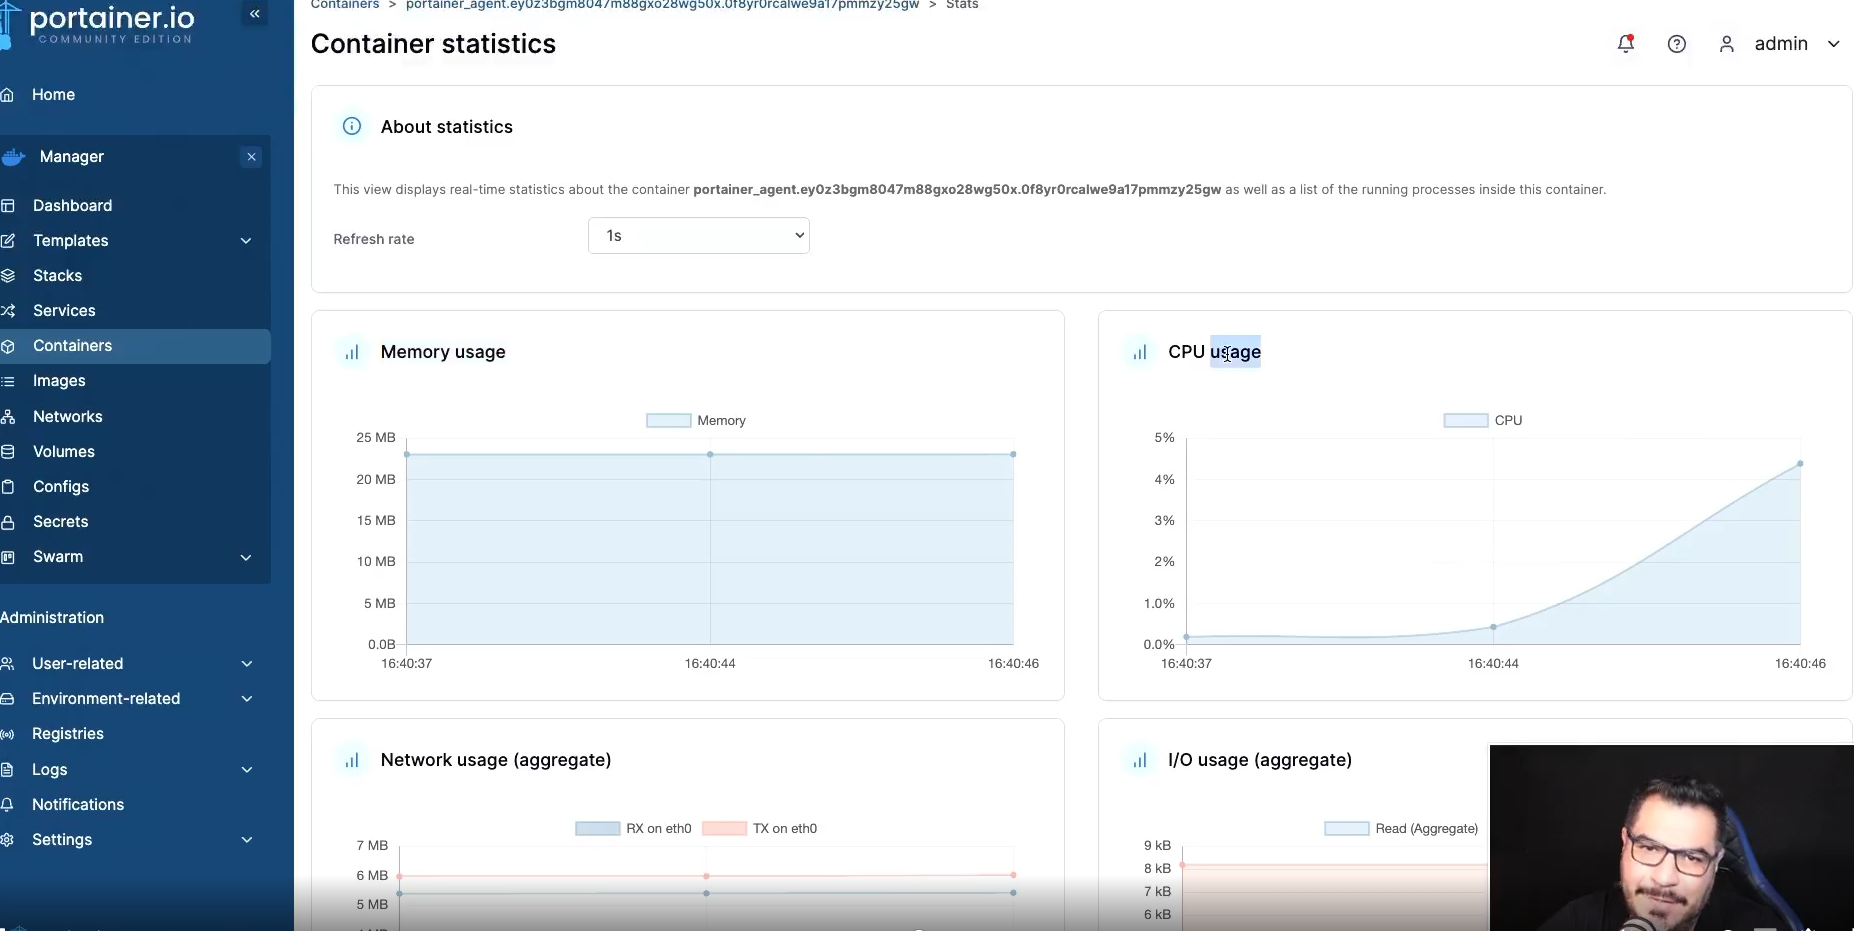 portainer.io
COMMUNITY EDITION
Home
Manager
Dashboard
Templates
Stacks
Services
Containers
Images
Networks
Volumes
Configs
Secrets
Swarm
Administration
User-related
Environment-related
Registries
Logs
Notifications
Settings
Containers > portainer_agent.ey0z3bgm8047m88gxo28wg50x.0f8yr0rcalwe9a17pmmzy25gw > Stats
Container statistics
admin
About statistics
This view displays real-time statistics about the container portainer_agent.ey0z3bgm8047m88gxo28wg50x.0f8yr0rcalwe9a17pmmzy25gw as well as a list of the running processes inside this container.
Refresh rate
1s
Memory usage
Memory
25 MB
20 MB
15 MB
10 MB
5 MB
0.0B
16:40:37 16:40:44 16:40:46
CPU usage
CPU
5%
4%
3%
2%
1.0%
0.0%
16:40:37 16:40:44 16:40:46
Network usage (aggregate)
RX on eth0 TX on eth0
7 MB
6 MB
5 MB
I/O usage (aggregate)
Read (Aggregate)
9 kB
8 kB
7 kB
6 kB